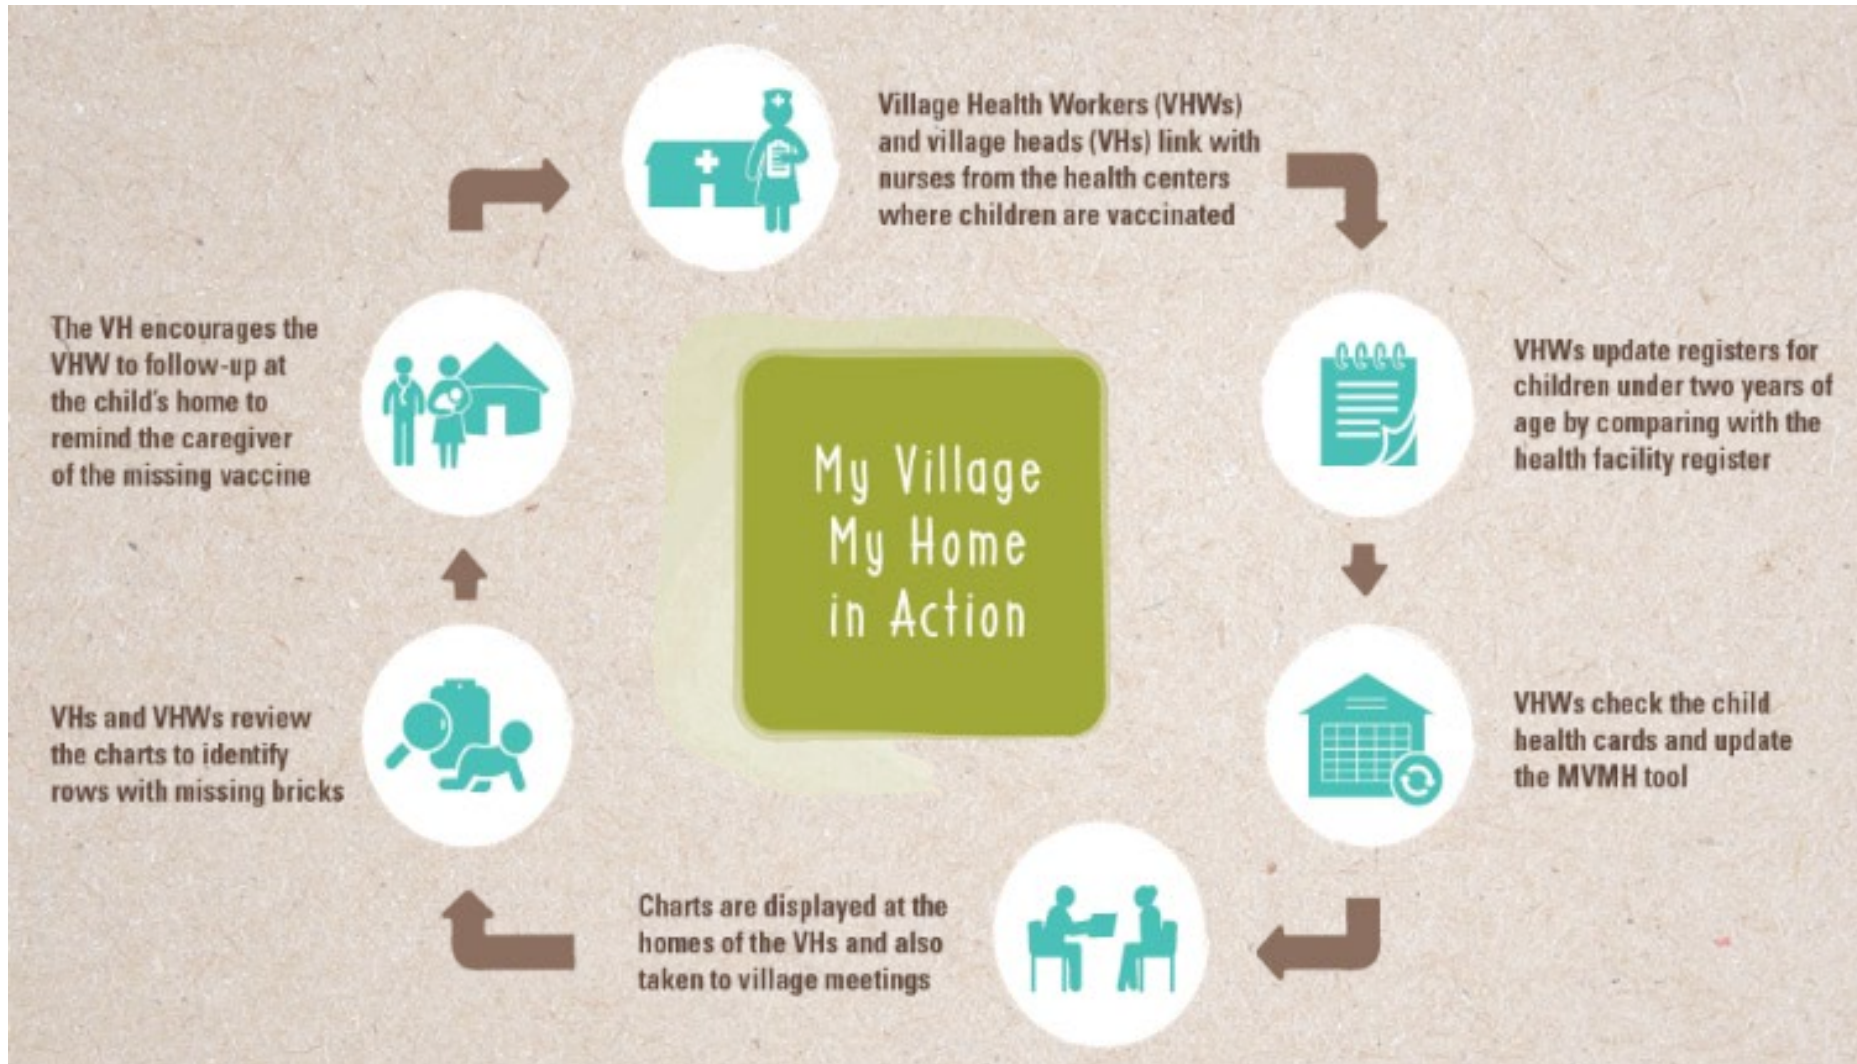 Village Health Workers (VHWs)
and village heads (VHs) link with
nurses from the health centers
where children are vaccinated
VHWs update registers for
children under two years of
age by comparing with the
health facility register
VHWs check the child
health cards and update
the MVMH tool
Charts are displayed at the
homes of the VHs and also
taken to village meetings
VHs and VHWs review
the charts to identify
rows with missing bricks
The VH encourages the
VHW to follow-up at
the child's home to
remind the caregiver
of the missing vaccine
My Village
My Home
in Action